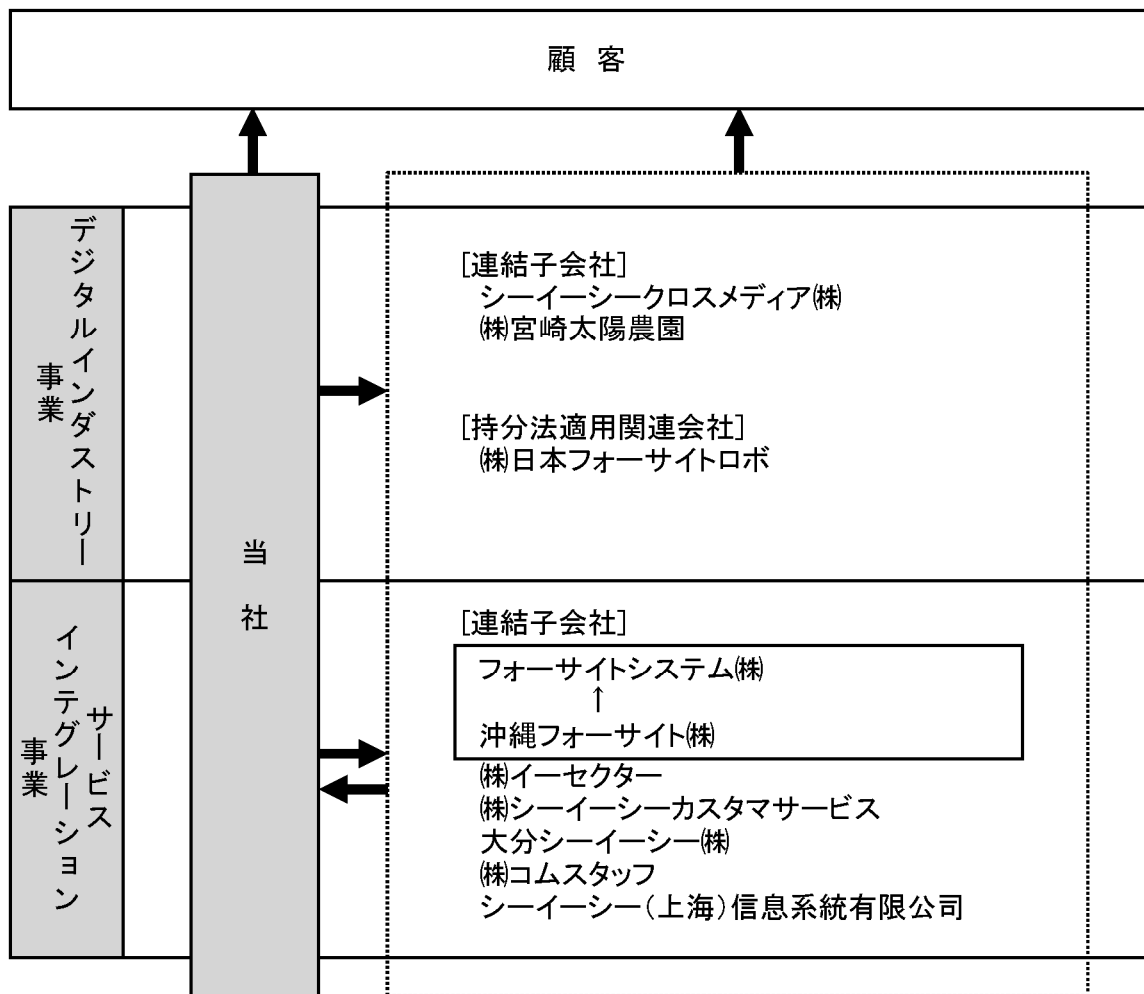 顧 客
デジタルインダストリー
事業
[連結子会社]
シーイーシークロスメディア㈱
㈱宮崎太陽農園
[持分法適用関連会社]
㈱日本フォーサイトロボ
当
社
サービス
インテグレーション
事業
[連結子会社]
フォーサイトシステム㈱
↑
沖縄フォーサイト㈱
㈱イーセクター
㈱シーイーシーカスタマサービス
大分シーイーシー㈱
㈱コムスタッフ
シーイーシー(上海)信息系統有限公司